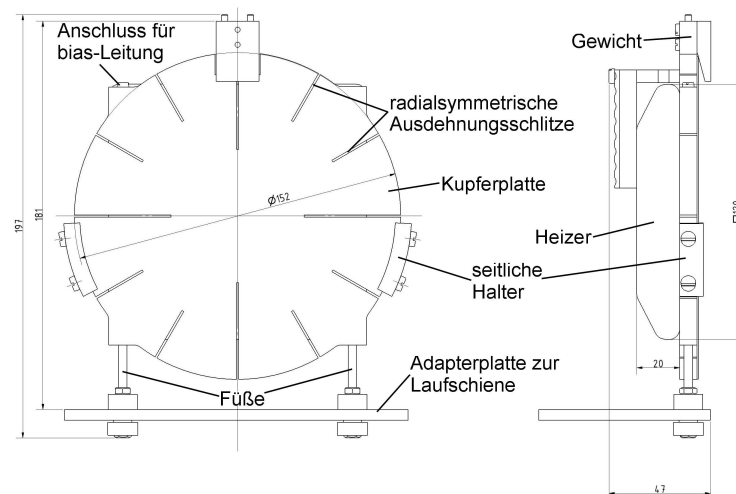 Anschluss für
bias-Leitung
Gewicht
radialsymmetrische
Ausdehnungsschlitze
Kupferplatte
Ø152
197
181
Heizer
seitliche
Halter
20
Adapterplatte zur
Laufschiene
Füße
47